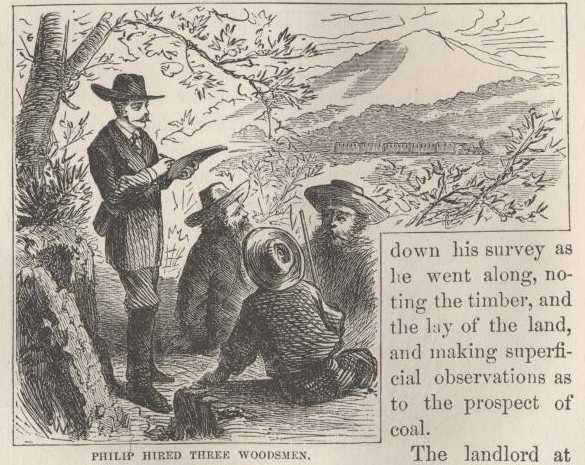 down his survey as
he went along, no-
ting the timber, and
the lay of the land,
and making superfi-
cial observations as
to the prospect of
coal.
The landlord at
PHILIP HIRED THREE WOODSMEN.